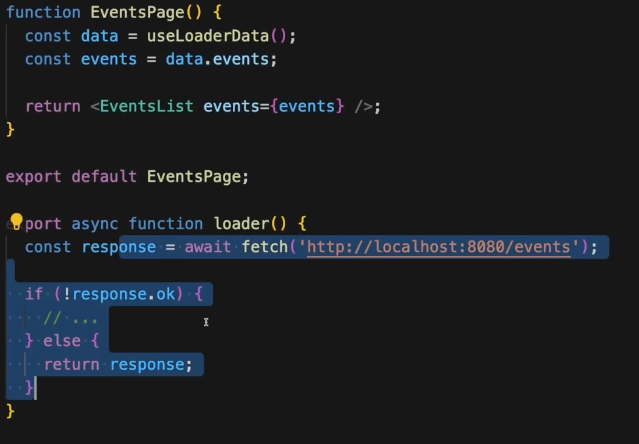 function EventsPage() {
  const data = useLoaderData();
  const events = data.events;
  return <EventsList events={events} />;
}
export default EventsPage;
export async function loader() {
  const response = await fetch('http://localhost:8080/events');
  if (!response.ok) {
    // ...
  } else {
    return response;
  }
}